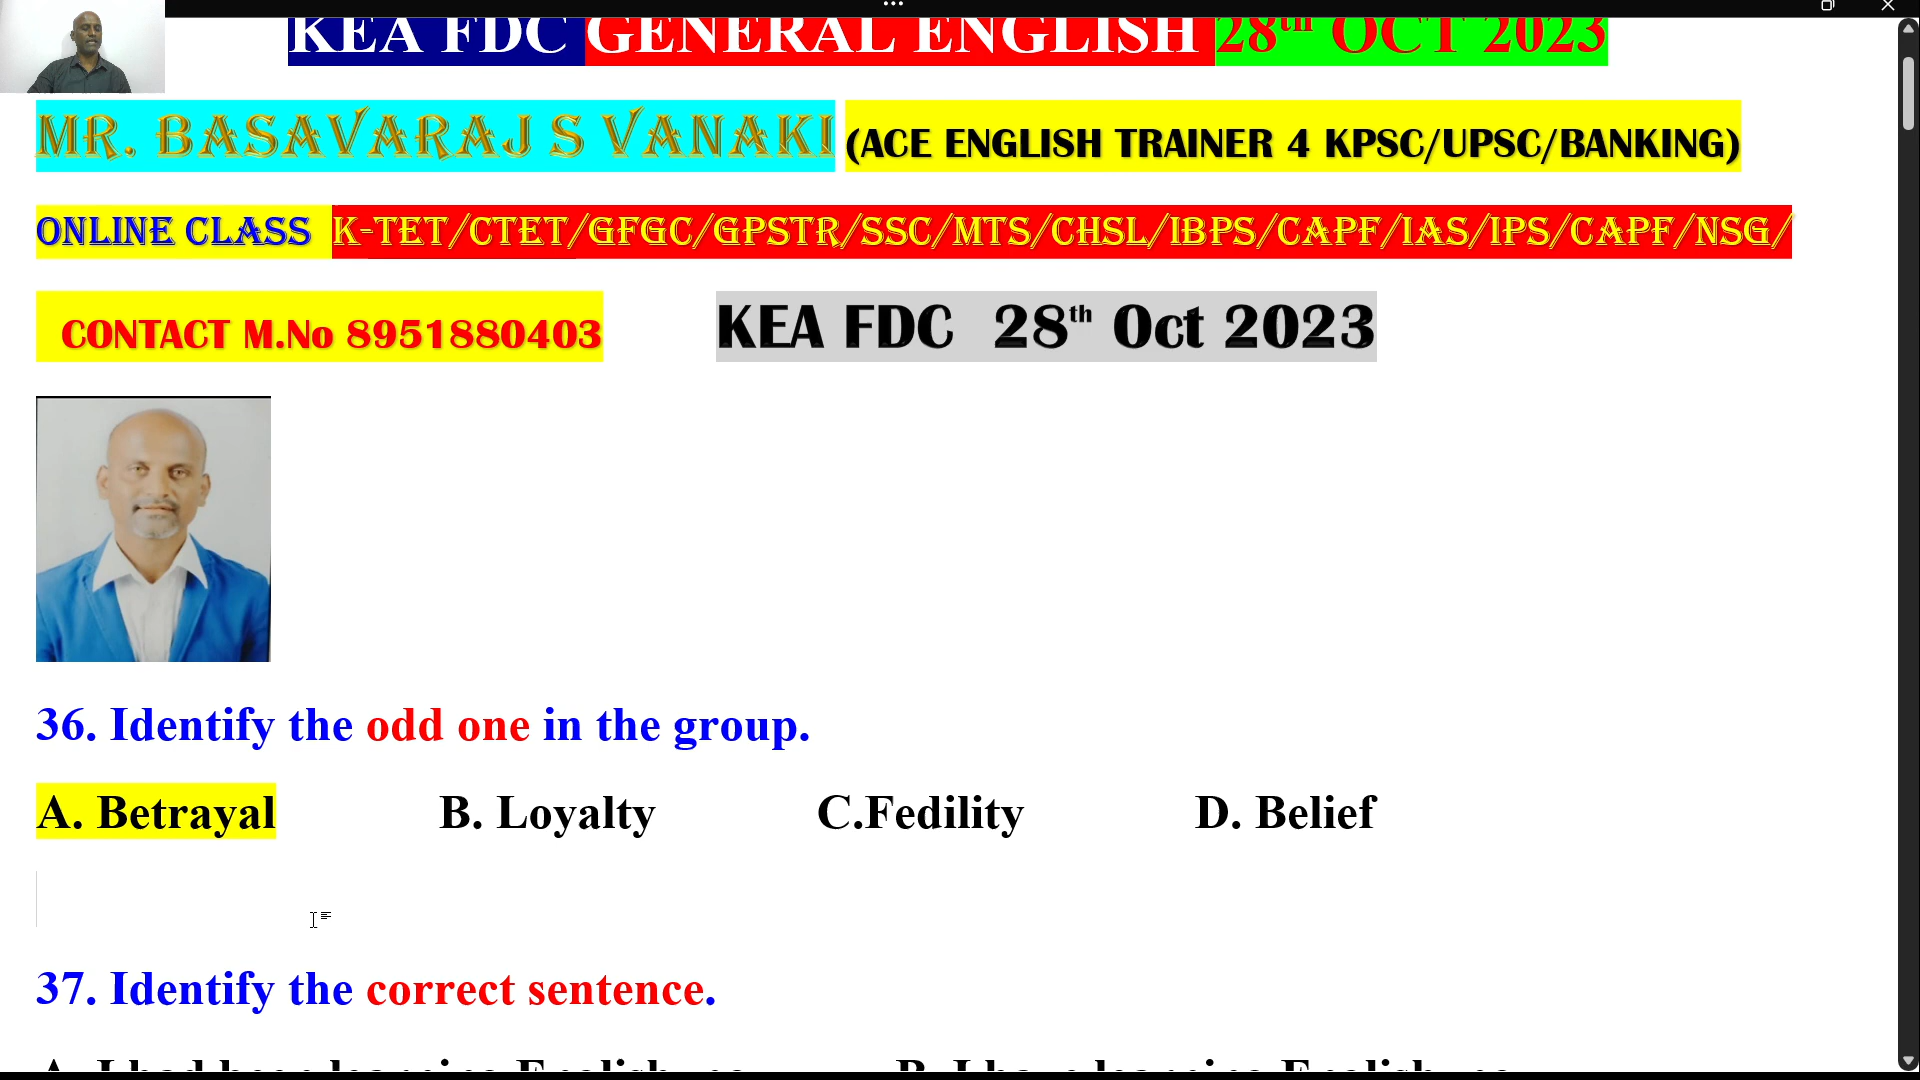 KEA FDC GENERAL ENGLISH 28th OCT 2023
MR. BASAVARAJ S VANAKI (ACE ENGLISH TRAINER 4 KPSC/UPSC/BANKING)
ONLINE CLASS K-TET/CTET/GFGC/GPSTR/SSC/MTS/CHSL/IBPS/CAPF/IAS/IPS/CAPF/NSG/
CONTACT M.No 8951880403 KEA FDC 28th Oct 2023
36. Identify the odd one in the group.
A. Betrayal B. Loyalty C.Fedility D. Belief
37. Identify the correct sentence.